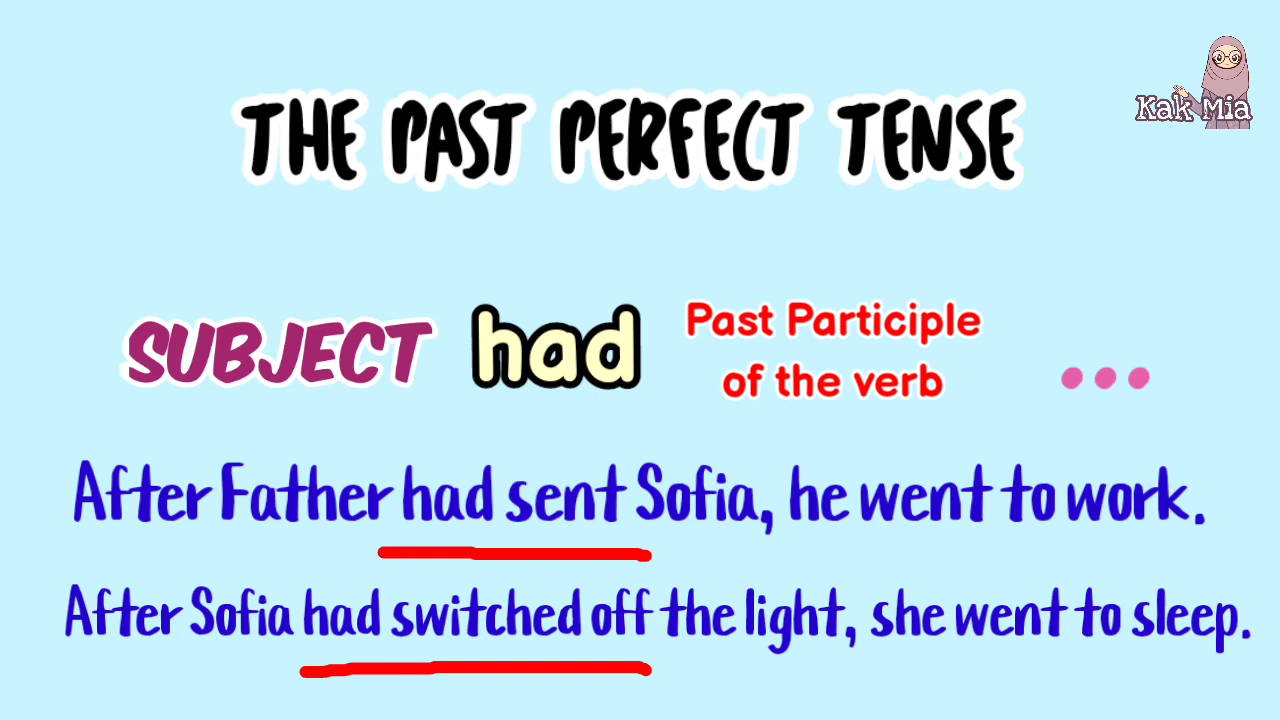 Kak Mia
THE PAST PERFECT TENSE
SUBJECT had Past Participle
of the verb ...
After Father had sent Sofia, he went to work.
After Sofia had switched off the light, she went to sleep.